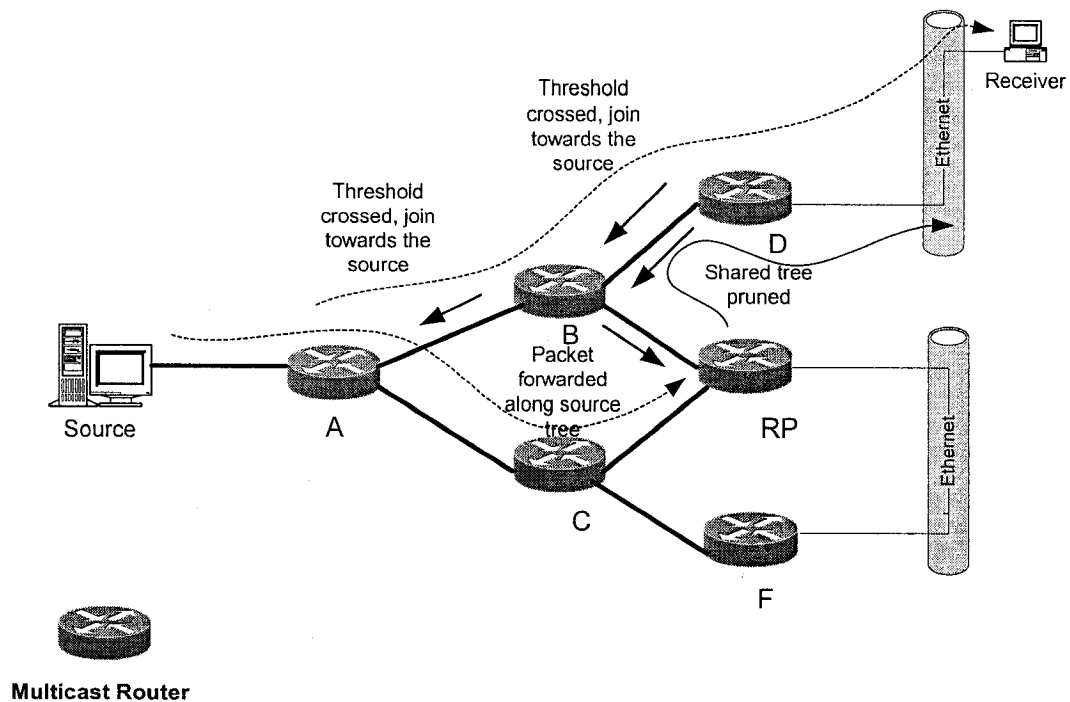 Receiver
Ethernet
Threshold
crossed, join
towards the
source
Threshold
crossed, join
towards the
source
D
Shared tree
pruned
B
Packet
forwarded
along source
tree
Source
A
RP
C
Ethernet
F
Multicast Router